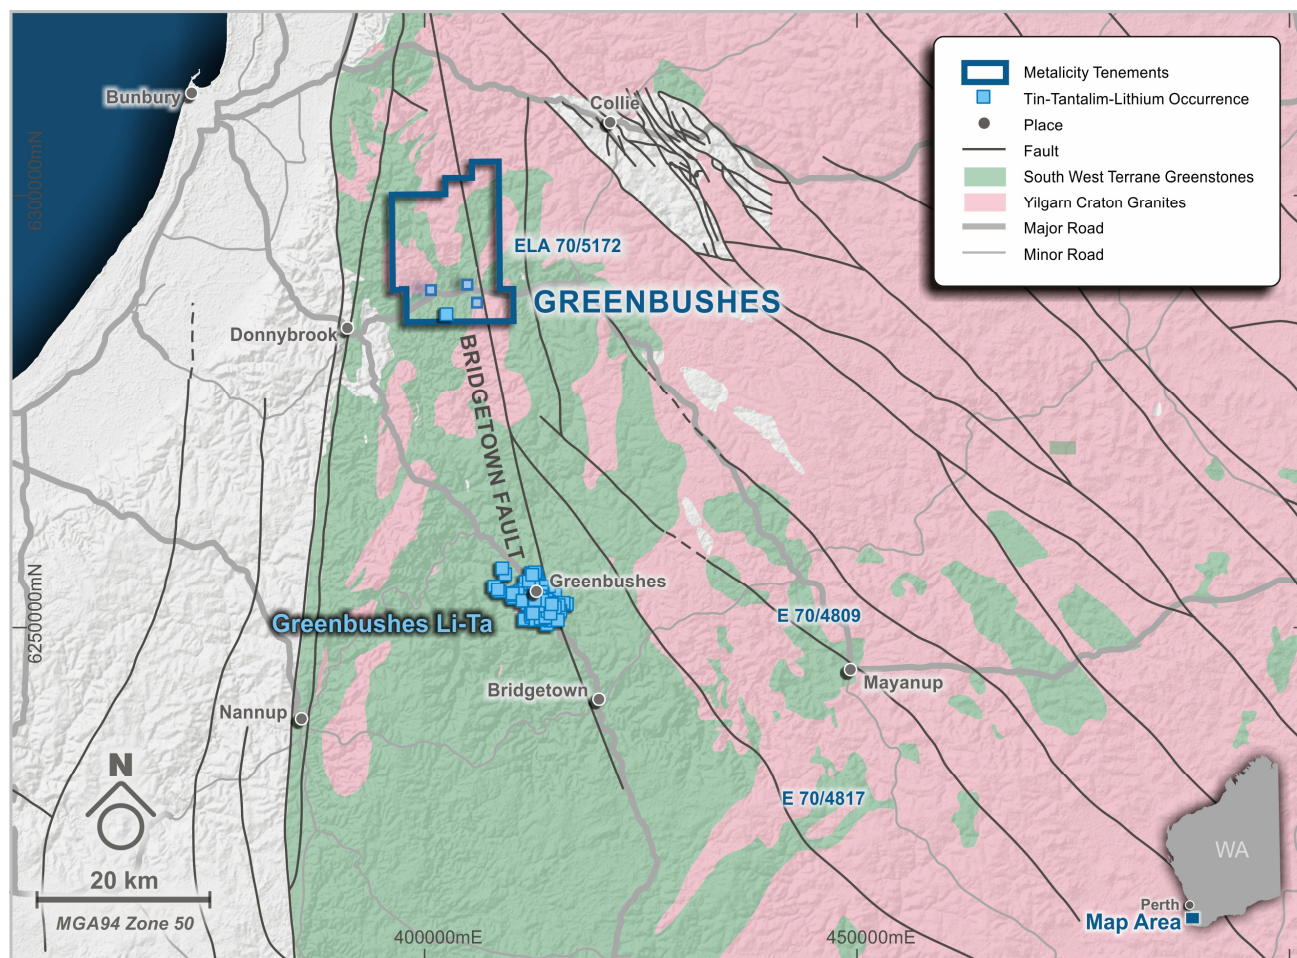 Metalicity Tenements
Tin-Tantalim-Lithium Occurrence
Place
Fault
South West Terrane Greenstones
Yilgarn Craton Granites
Major Road
Minor Road
Bunbury
Collie
6300000mN
ELA 70/5172
GREENBUSHES
Donnybrook
BRIDGETOWN FAULT
Greenbushes
Greenbushes Li-Ta
6250000mN
E 70/4809
Mayanup
Bridgetown
Nannup
N
E 70/4817
20 km
MGA94 Zone 50
WA
Perth
Map Area
400000mE
450000mE